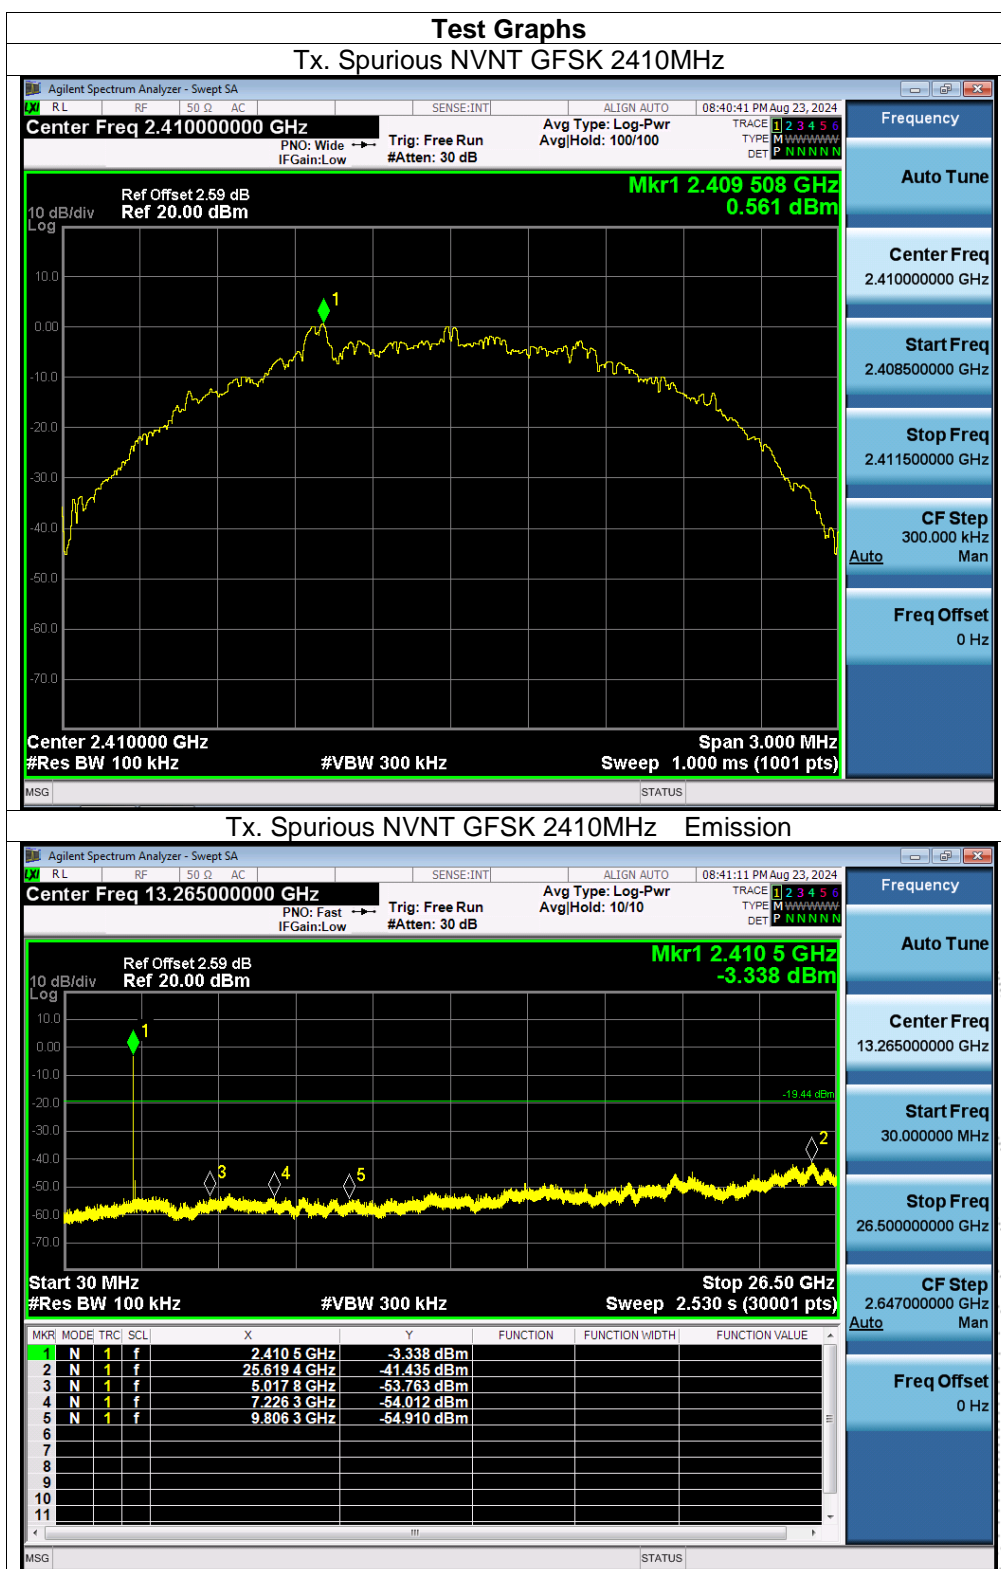 Test Graphs
Tx. Spurious NVNT GFSK 2410MHz
Agilent Spectrum Analyzer - Swept SA
LXI RL RF 50 Ω AC SENSE:INT ALIGN AUTO 08:40:41 PM Aug 23, 2024
Center Freq 2.410000000 GHz
PNO: Wide
IFGain:Low
Trig: Free Run
#Atten: 30 dB
Avg Type: Log-Pwr
Avg|Hold: 100/100
TRACE 1 2 3 4 5 6
TYPE M WWWWW
DET P N N N N N
Ref Offset 2.59 dB
10 dB/div Ref 20.00 dBm
Log
Mkr1 2.409 508 GHz
0.561 dBm
1
10.0
0.00
-10.0
-20.0
-30.0
-40.0
-50.0
-60.0
-70.0
Center 2.410000 GHz Span 3.000 MHz
#Res BW 100 kHz #VBW 300 kHz Sweep 1.000 ms (1001 pts)
MSG STATUS
Frequency
Auto Tune
Center Freq
2.410000000 GHz
Start Freq
2.408500000 GHz
Stop Freq
2.411500000 GHz
CF Step
300.000 kHz
Auto Man
Freq Offset
0 Hz
Tx. Spurious NVNT GFSK 2410MHz Emission
Agilent Spectrum Analyzer - Swept SA
LXI RL RF 50 Ω AC SENSE:INT ALIGN AUTO 08:41:11 PM Aug 23, 2024
Center Freq 13.265000000 GHz
PNO: Fast
IFGain:Low
Trig: Free Run
#Atten: 30 dB
Avg Type: Log-Pwr
Avg|Hold: 10/10
TRACE 1 2 3 4 5 6
TYPE M WWWWW
DET P N N N N N
Ref Offset 2.59 dB
10 dB/div Ref 20.00 dBm
Log
Mkr1 2.410 5 GHz
-3.338 dBm
10.0
0.00
-10.0
-20.0
-30.0
-40.0
-50.0
-60.0
-70.0
1
-19.44 dBm
2
3 4 5
Start 30 MHz Stop 26.50 GHz
#Res BW 100 kHz #VBW 300 kHz Sweep 2.530 s (30001 pts)
MKR MODE TRC SCL X Y FUNCTION FUNCTION WIDTH FUNCTION VALUE
1 N 1 f 2.410 5 GHz -3.338 dBm
2 N 1 f 25.619 4 GHz -41.435 dBm
3 N 1 f 5.017 8 GHz -53.763 dBm
4 N 1 f 7.226 3 GHz -54.012 dBm
5 N 1 f 9.806 3 GHz -54.910 dBm
6
7
8
9
10
11
MSG STATUS
Frequency
Auto Tune
Center Freq
13.265000000 GHz
Start Freq
30.000000 MHz
Stop Freq
26.500000000 GHz
CF Step
2.647000000 GHz
Auto Man
Freq Offset
0 Hz